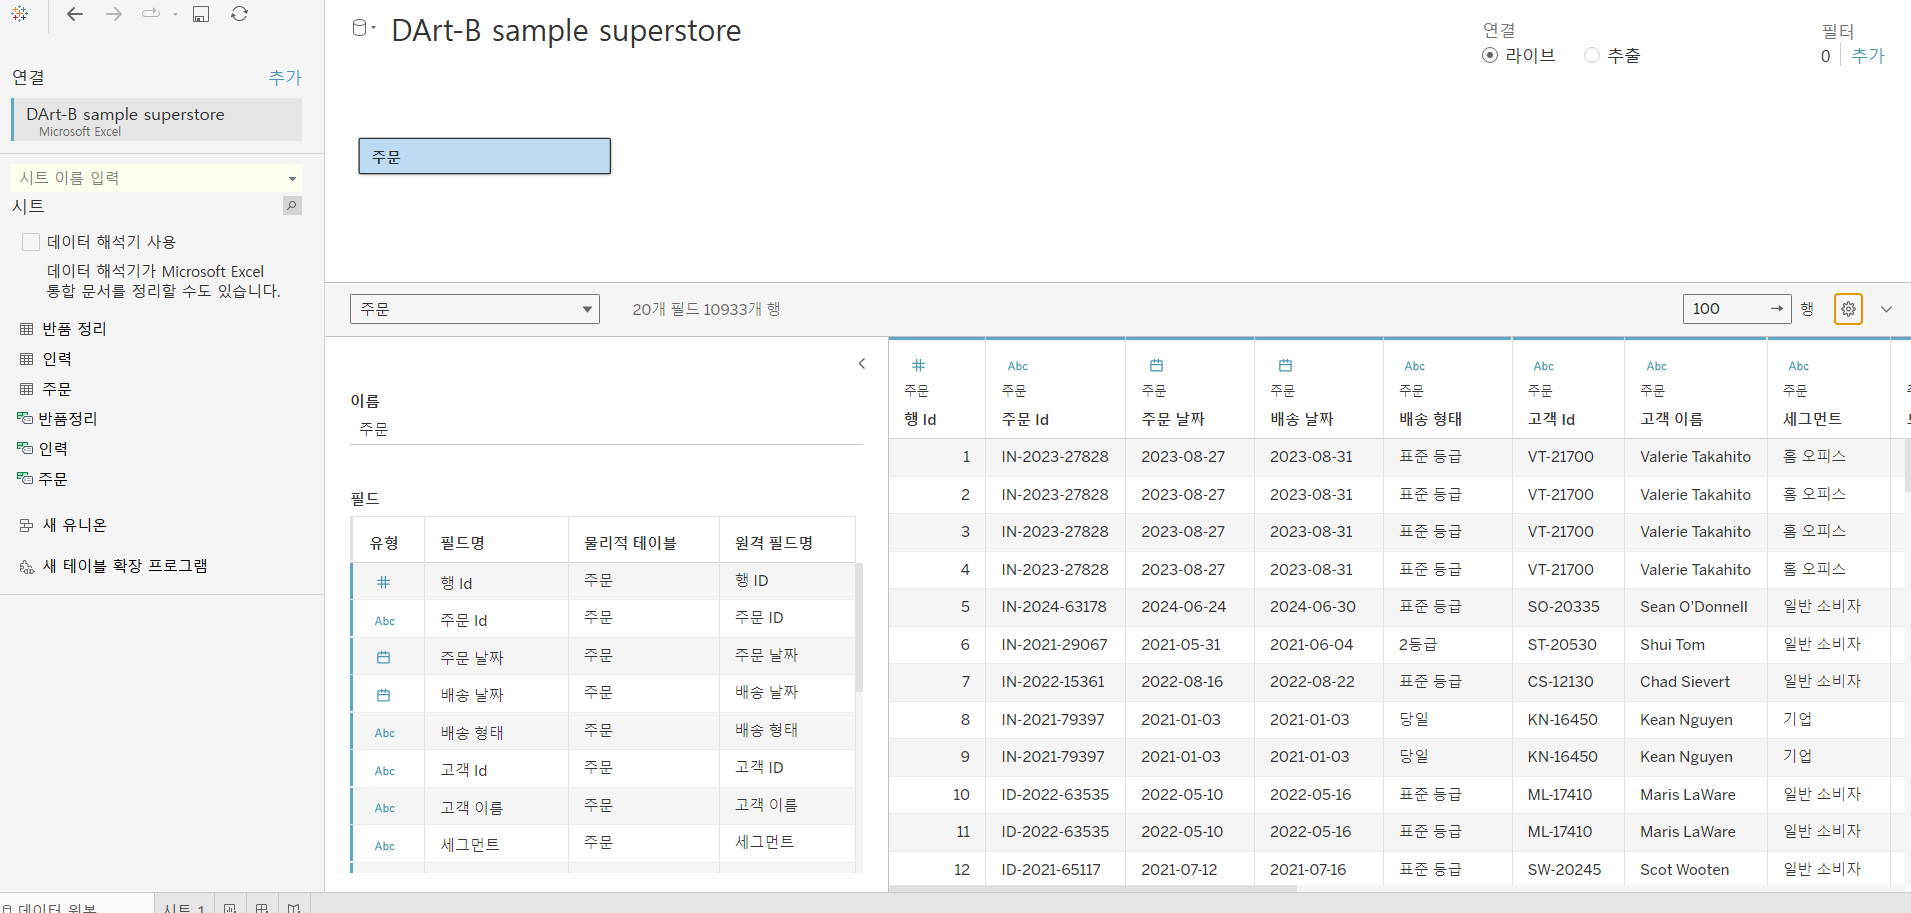 DArt-B sample superstore
연결
필터
라이브 추출
0 추가
연결 추가
DArt-B sample superstore
Microsoft Excel
시트 이름 입력
시트
데이터 해석기 사용
데이터 해석기가 Microsoft Excel
통합 문서를 정리할 수도 있습니다.
반품 정리
인력
주문
반품정리
인력
주문
새 유니온
새 테이블 확장 프로그램
주문
주문 20개 필드 10933개 행 100 행
이름
주문
필드
유형 필드명 물리적 테이블 원격 필드명
행 Id 주문 행 ID
Abc 주문 Id 주문 주문 ID
주문 날짜 주문 주문 날짜
배송 날짜 주문 배송 날짜
Abc 배송 형태 주문 배송 형태
Abc 고객 Id 주문 고객 ID
Abc 고객 이름 주문 고객 이름
Abc 세그먼트 주문 세그먼트
# Abc Abc Abc Abc Abc
주문 주문 주문 주문 주문 주문 주문 주문
행 Id 주문 Id 주문 날짜 배송 날짜 배송 형태 고객 Id 고객 이름 세그먼트
1 IN-2023-27828 2023-08-27 2023-08-31 표준 등급 VT-21700 Valerie Takahito 홈 오피스
2 IN-2023-27828 2023-08-27 2023-08-31 표준 등급 VT-21700 Valerie Takahito 홈 오피스
3 IN-2023-27828 2023-08-27 2023-08-31 표준 등급 VT-21700 Valerie Takahito 홈 오피스
4 IN-2023-27828 2023-08-27 2023-08-31 표준 등급 VT-21700 Valerie Takahito 홈 오피스
5 IN-2024-63178 2024-06-24 2024-06-30 표준 등급 SO-20335 Sean O'Donnell 일반 소비자
6 IN-2021-29067 2021-05-31 2021-06-04 2등급 ST-20530 Shui Tom 일반 소비자
7 IN-2022-15361 2022-08-16 2022-08-22 표준 등급 CS-12130 Chad Sievert 일반 소비자
8 IN-2021-79397 2021-01-03 2021-01-03 당일 KN-16450 Kean Nguyen 기업
9 IN-2021-79397 2021-01-03 2021-01-03 당일 KN-16450 Kean Nguyen 기업
10 ID-2022-63535 2022-05-10 2022-05-16 표준 등급 ML-17410 Maris LaWare 일반 소비자
11 ID-2022-63535 2022-05-10 2022-05-16 표준 등급 ML-17410 Maris LaWare 일반 소비자
12 ID-2021-65117 2021-07-12 2021-07-16 표준 등급 SW-20245 Scot Wooten 일반 소비자
데이터 원본 시트 1